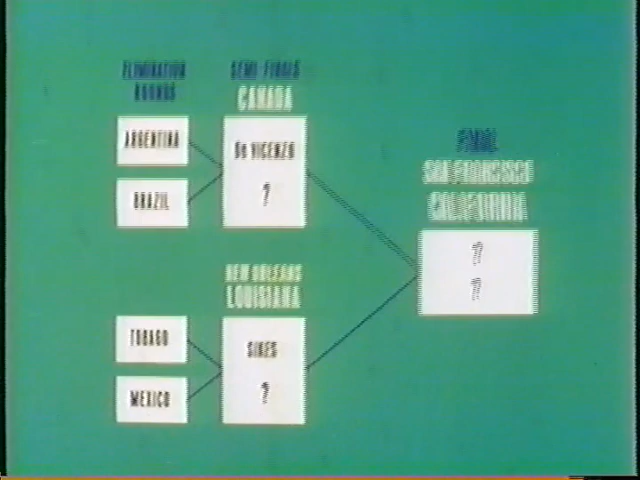 ELIMINATION
ROUNDS
ARGENTINA
BRAZIL
TOBAGO
MEXICO
SEMI-FINALS
CANADA
De VICENZO
?
NEW ORLEANS
LOUISIANA
SIKES
?
FINAL
SAN FRANCISCO
CALIFORNIA
?
?